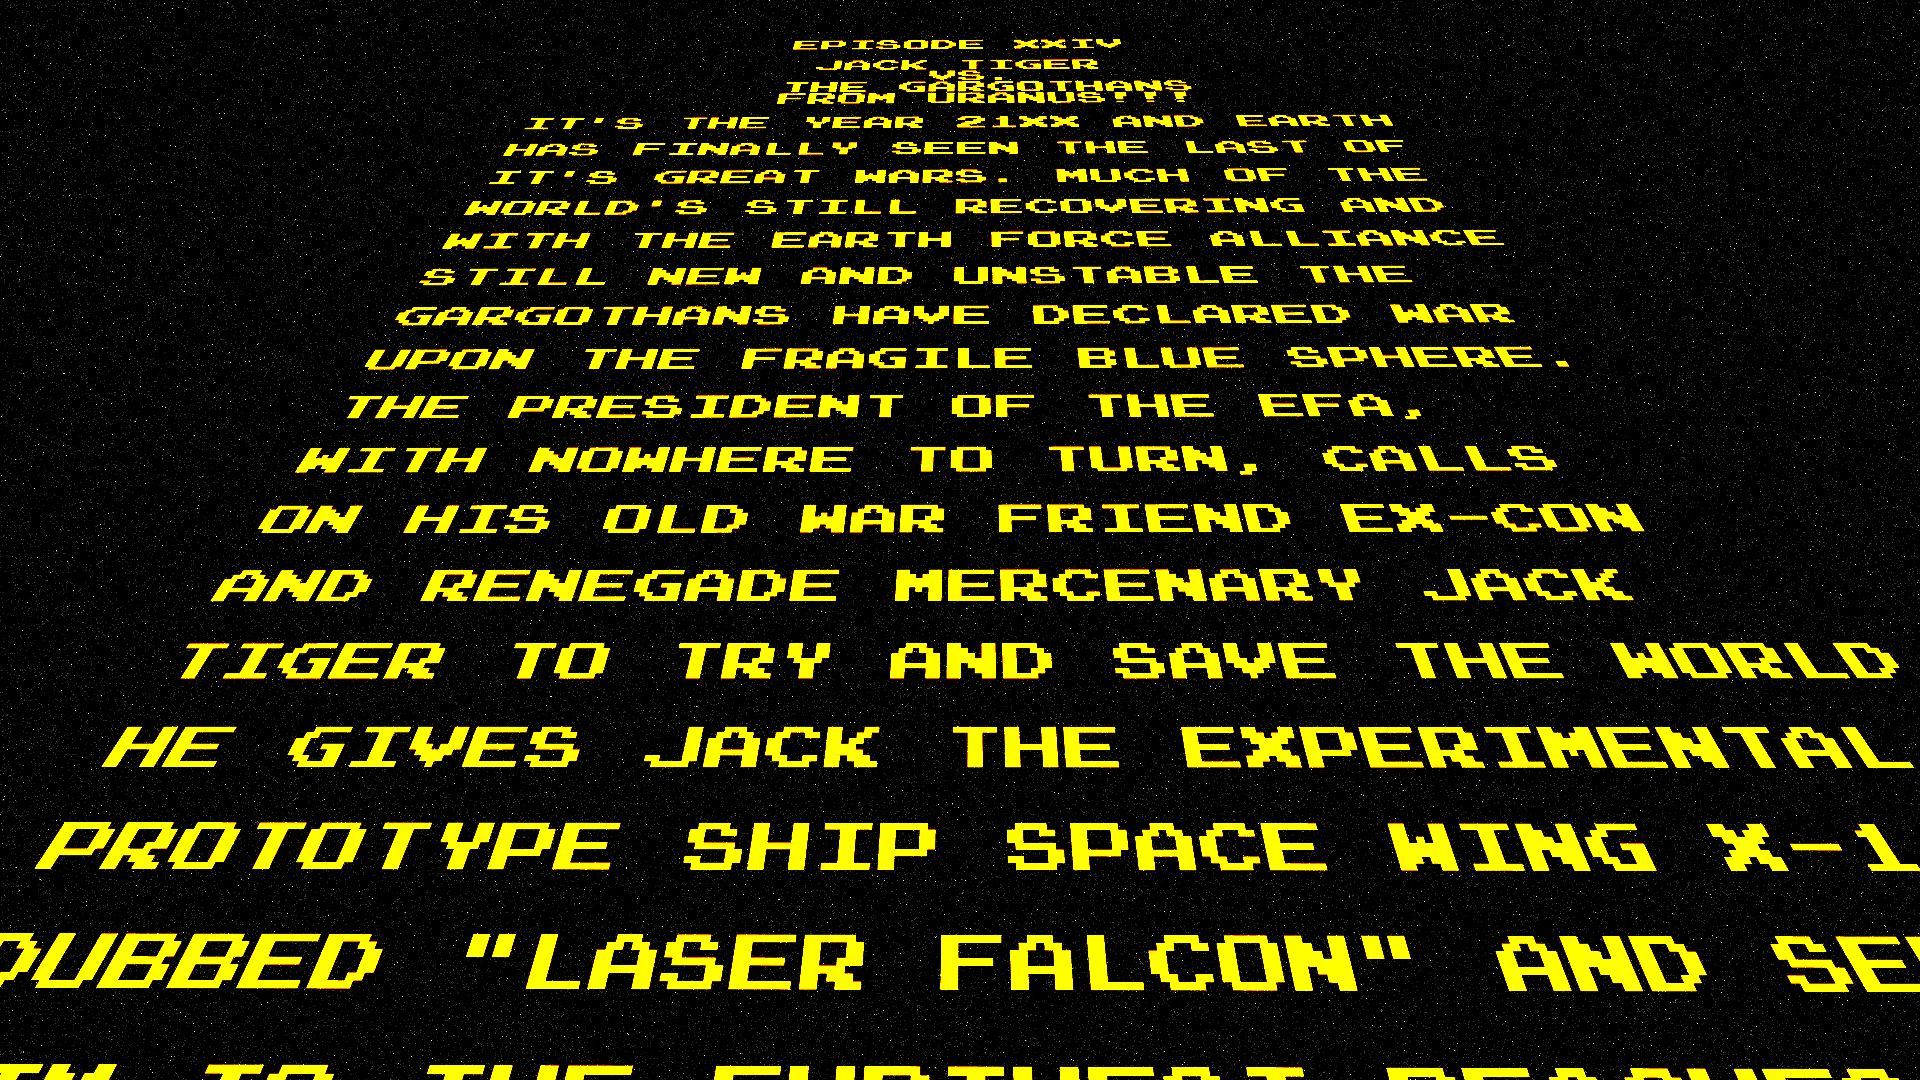 EPISODE XXIV
JACK TIGER
VS.
THE GARGOTHANS
FROM URANUS!!!
IT'S THE YEAR 21XX AND EARTH
HAS FINALLY SEEN THE LAST OF
IT'S GREAT WARS. MUCH OF THE
WORLD'S STILL RECOVERING AND
WITH THE EARTH FORCE ALLIANCE
STILL NEW AND UNSTABLE THE
GARGOTHANS HAVE DECLARED WAR
UPON THE FRAGILE BLUE SPHERE.
THE PRESIDENT OF THE EFA,
WITH NOWHERE TO TURN, CALLS
ON HIS OLD WAR FRIEND EX-CON
AND RENEGADE MERCENARY JACK
TIGER TO TRY AND SAVE THE WORLD
HE GIVES JACK THE EXPERIMENTAL
PROTOTYPE SHIP SPACE WING X-1
DUBBED "LASER FALCON" AND
TO THE